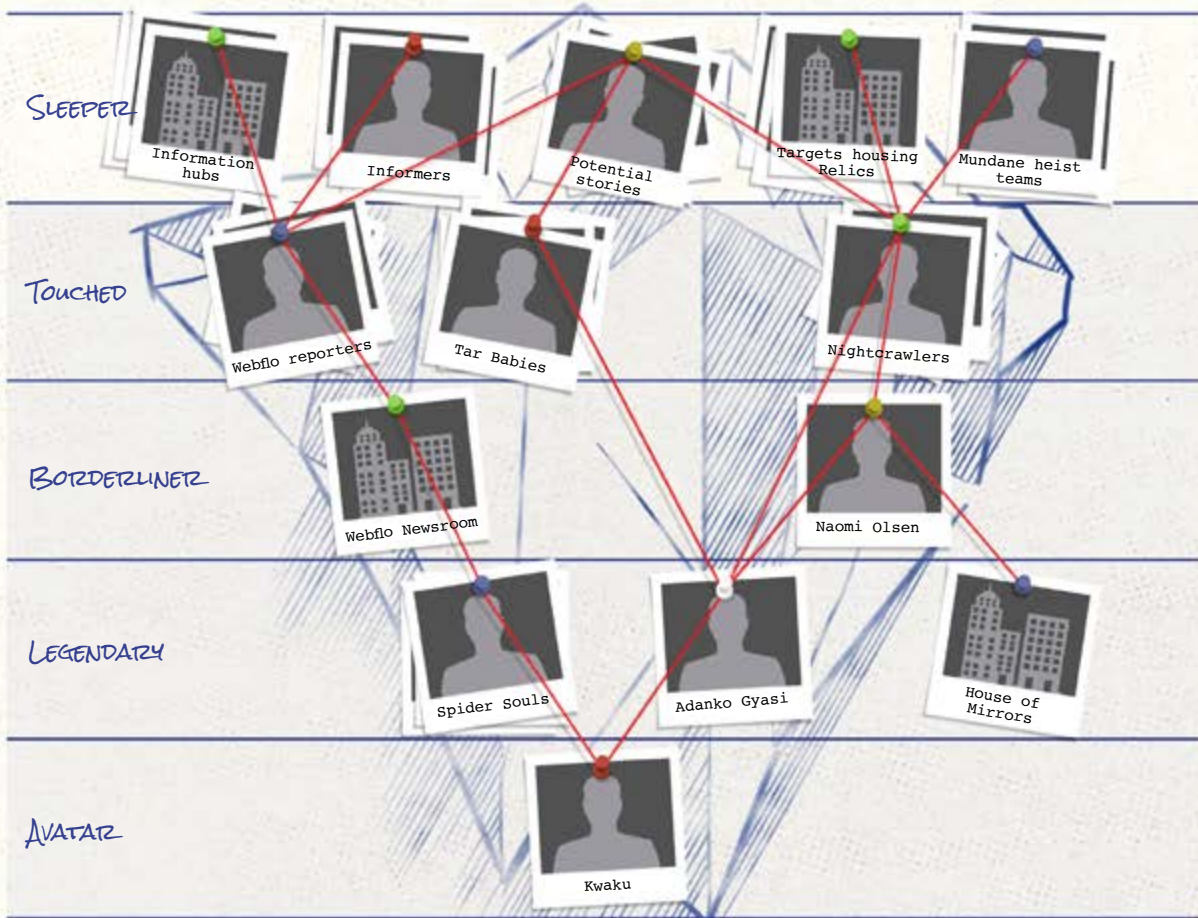 SLEEPER
Information
hubs
Informers
Potential
stories
Targets housing
Relics
Mundane heist
teams
TOUCHED
Webflo reporters
Tar Babies
Nightcrawlers
BORDERLINER
Webflo Newsroom
Naomi Olsen
LEGENDARY
Spider Souls
Adanko Gyasi
House of
Mirrors
AVATAR
Kwaku